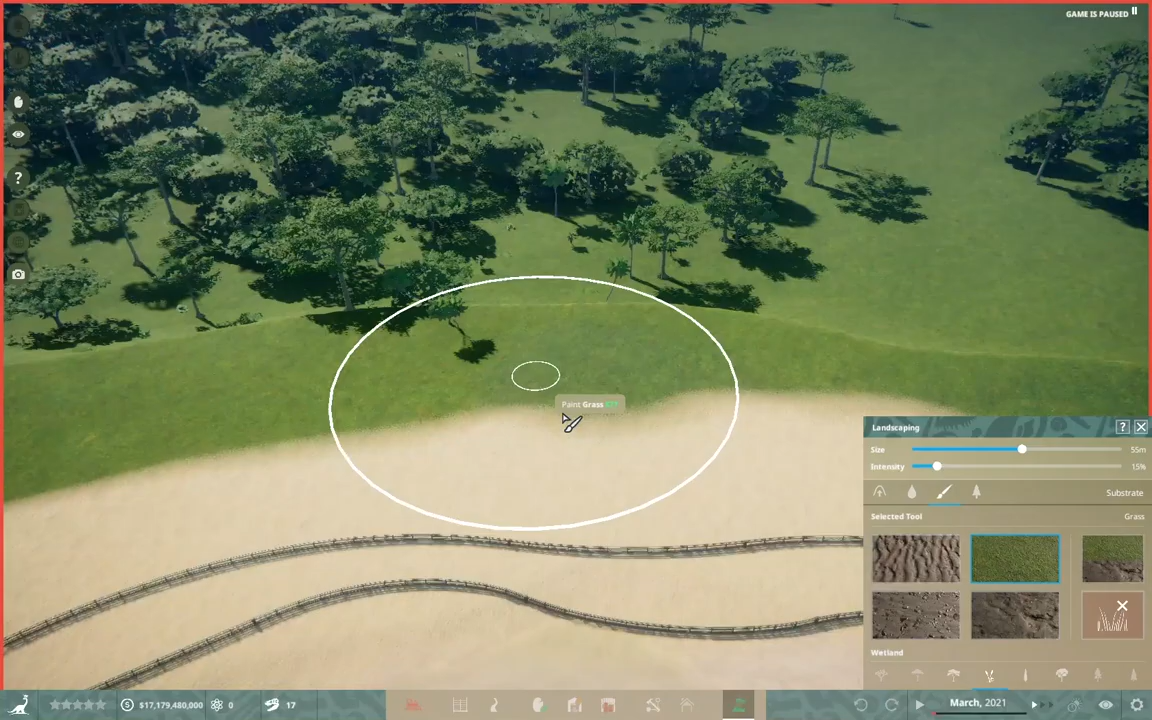 GAME IS PAUSED
?
Paint Grass
Landscaping
?
Size
55m
Intensity
15%
Substrate
Selected Tool
Grass
Wetland
$17,179,480,000
0
17
March, 2021